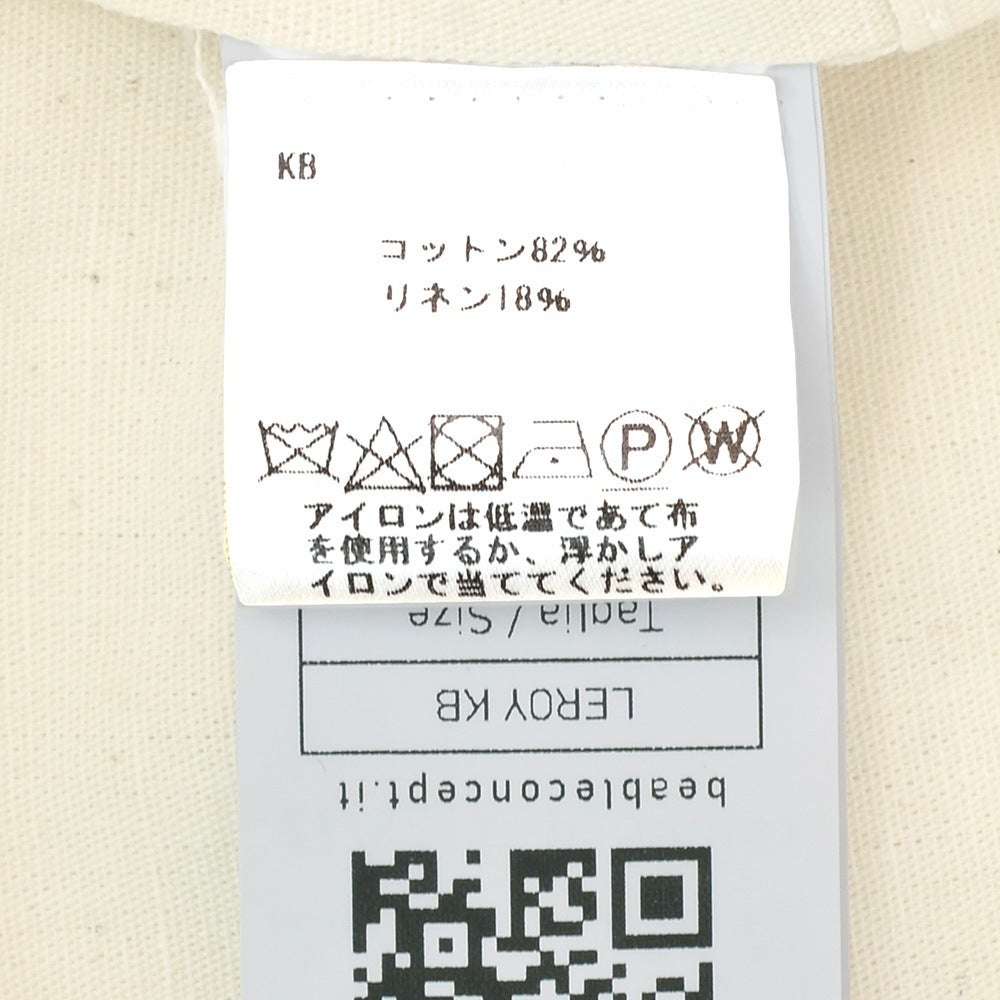 KB
コットン82%
リネン18%
P
W
アイロンは低温であて布
を使用するか、浮かしア
イロンで当ててください。
beableconcept.it
LEROY KB
Taglia / Size